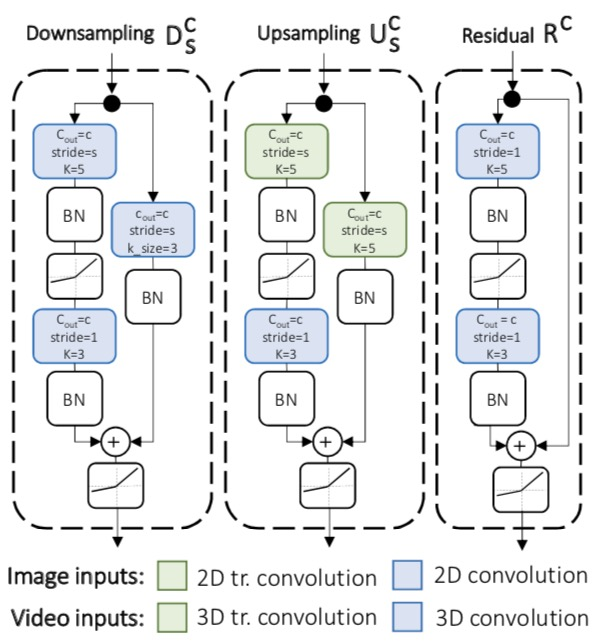 Downsampling D_s^c
Upsampling U_s^c
Residual R^c
C_out=c
stride=s
K=5
BN
C_out=c
stride=s
k_size=3
BN
C_out=c
stride=1
K=3
BN
+
C_out=c
stride=s
K=5
BN
C_out=c
stride=s
K=5
BN
C_out=c
stride=1
K=3
BN
+
C_out=c
stride=1
K=5
BN
C_out = c
stride=1
K=3
BN
+
Image inputs: 2D tr. convolution 2D convolution
Video inputs: 3D tr. convolution 3D convolution